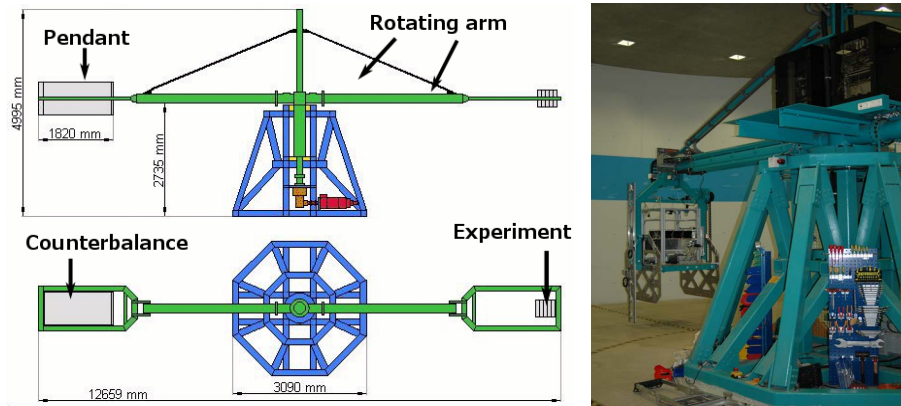 Pendant
Rotating arm
4995 mm
1820 mm
2735 mm
Counterbalance
Experiment
3090 mm
12659 mm